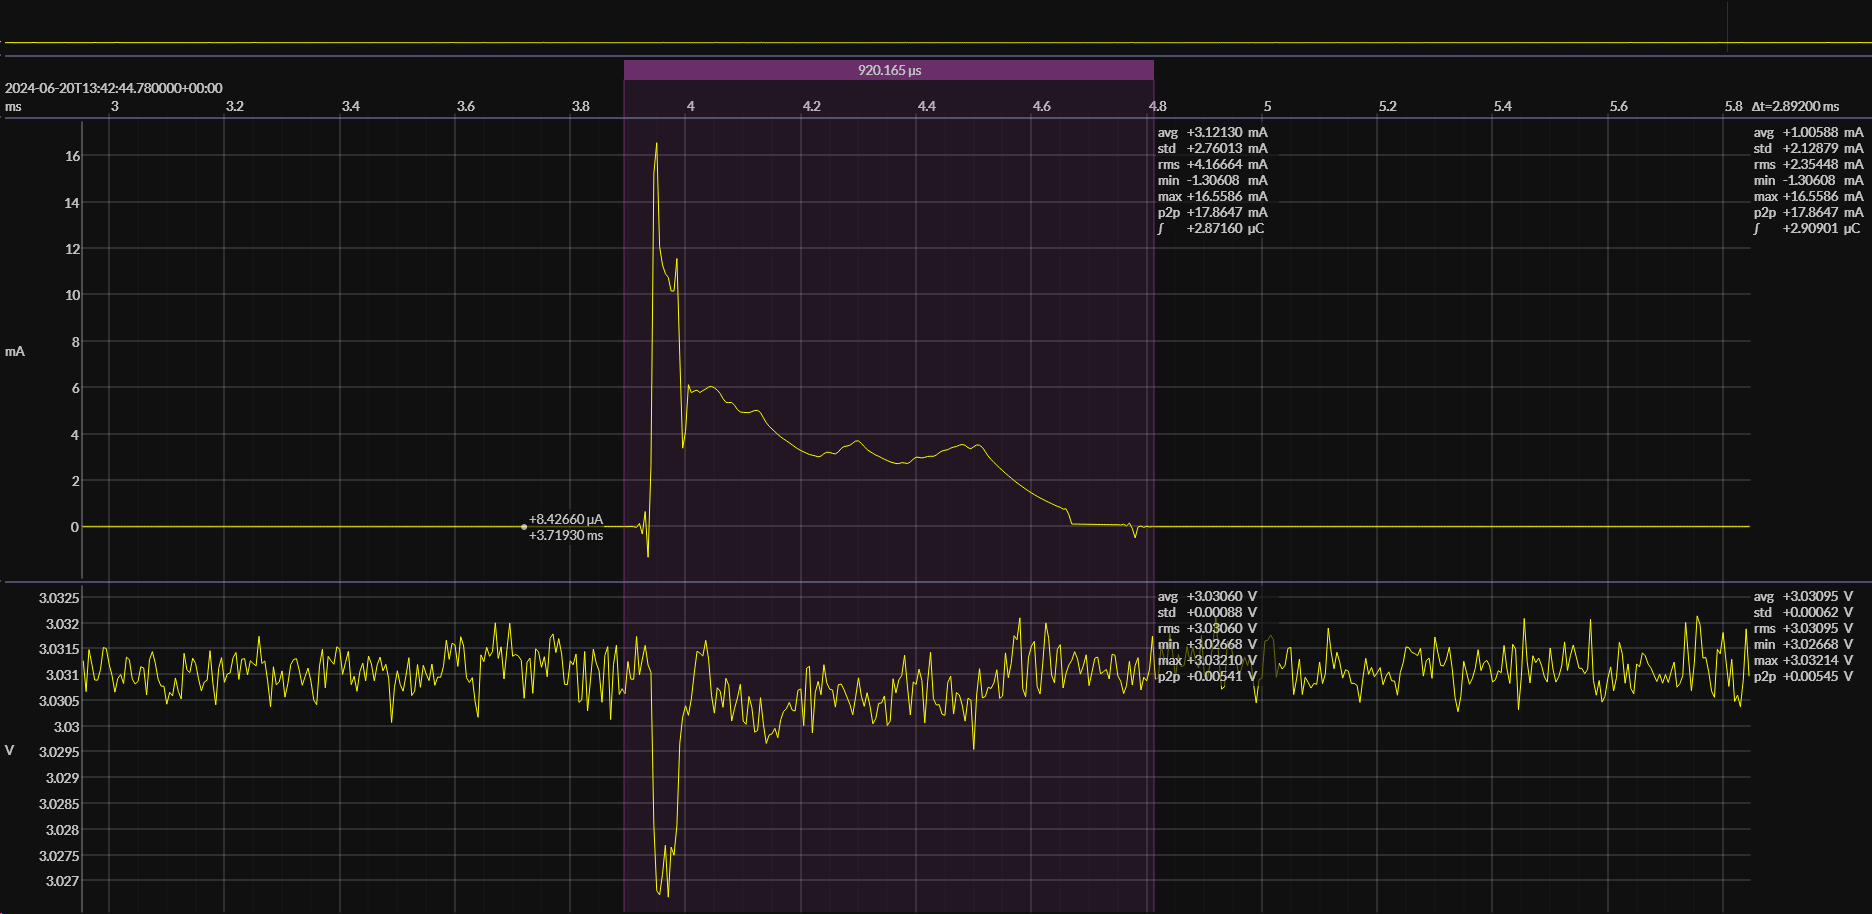 920.165 µs
2024-06-20T13:42:44.780000+00:00
ms 3 3.2 3.4 3.6 3.8 4 4.2 4.4 4.6 4.8 5 5.2 5.4 5.6 5.8 Δt=2.89200 ms
avg +3.12130 mA
std +2.76013 mA
rms +4.16664 mA
min -1.30608 mA
max +16.5586 mA
p2p +17.8647 mA
∫ +2.87160 µC
avg +1.00588 mA
std +2.12879 mA
rms +2.35448 mA
min -1.30608 mA
max +16.5586 mA
p2p +17.8647 mA
∫ +2.90901 µC
16
14
12
10
8
mA
6
4
2
0
+8.42660 µA
+3.71930 ms
avg +3.03060 V
std +0.00088 V
rms +3.03060 V
min +3.02668 V
max +3.03210 V
p2p +0.00541 V
avg +3.03095 V
std +0.00062 V
rms +3.03095 V
min +3.02668 V
max +3.03214 V
p2p +0.00545 V
3.0325
3.032
3.0315
3.031
3.0305
3.03
V
3.0295
3.029
3.0285
3.028
3.0275
3.027